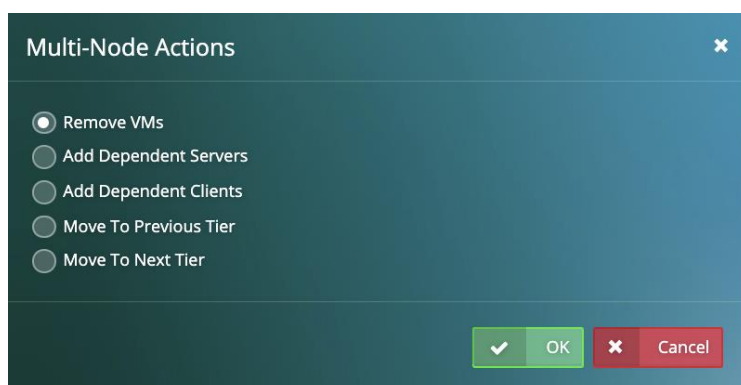 Multi-Node Actions
Remove VMs
Add Dependent Servers
Add Dependent Clients
Move To Previous Tier
Move To Next Tier
OK Cancel